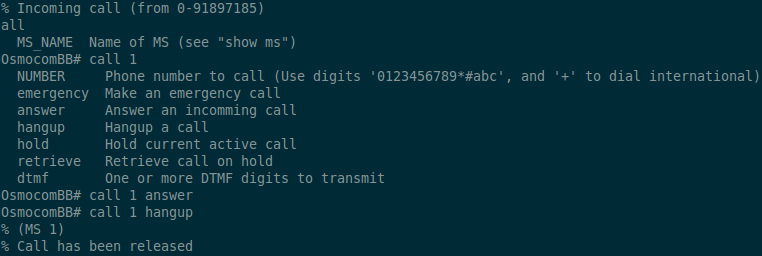 % Incoming call (from 0-91897185)
all
  MS_NAME  Name of MS (see "show ms")
OsmocomBB# call 1
  NUMBER     Phone number to call (Use digits '0123456789*#abc', and '+' to dial international)
  emergency  Make an emergency call
  answer     Answer an incomming call
  hangup     Hangup a call
  hold       Hold current active call
  retrieve   Retrieve call on hold
  dtmf       One or more DTMF digits to transmit
OsmocomBB# call 1 answer
OsmocomBB# call 1 hangup
% (MS 1)
% Call has been released